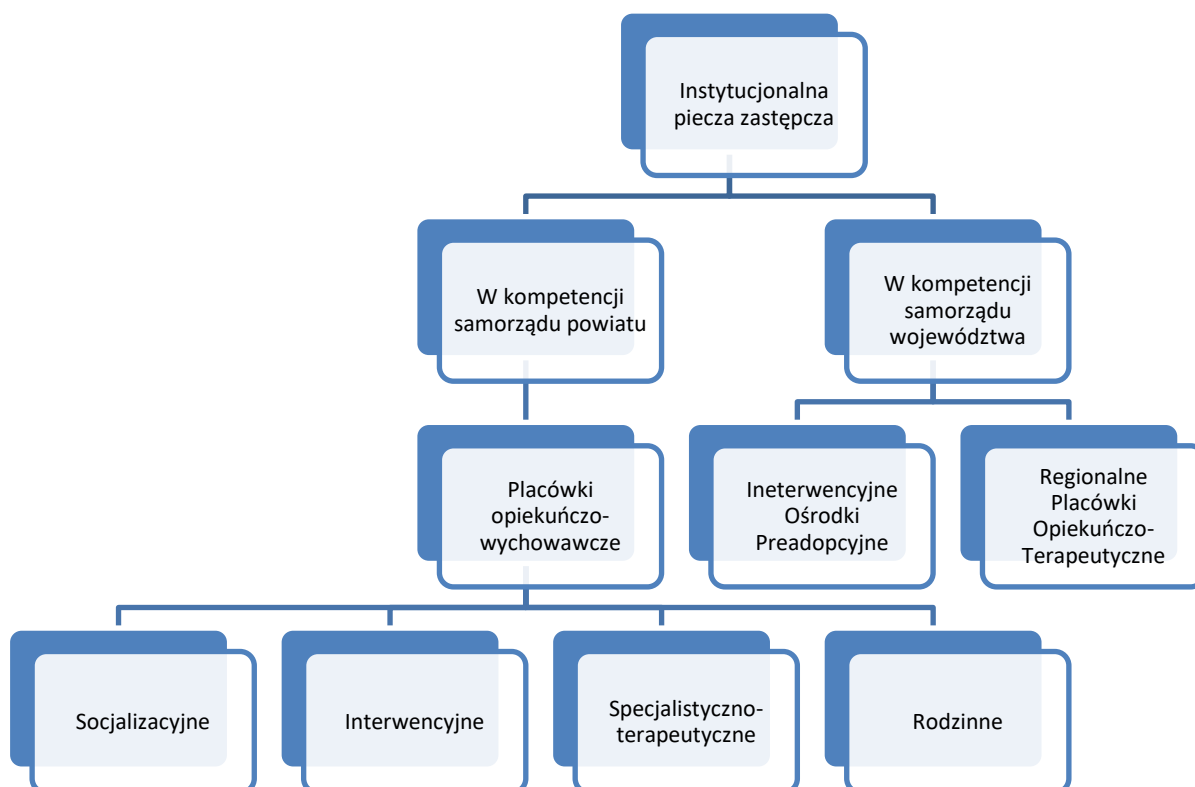 Instytucjonalna
piecza zastępcza
W kompetencji
samorządu powiatu
W kompetencji
samorządu
województwa
Placówki
opiekuńczo-
wychowawcze
Ineterwencyjne
Ośrodki
Preadopcyjne
Regionalne
Placówki
Opiekuńczo-
Terapeutyczne
Socjalizacyjne
Interwencyjne
Specjalistyczno-
terapeutyczne
Rodzinne